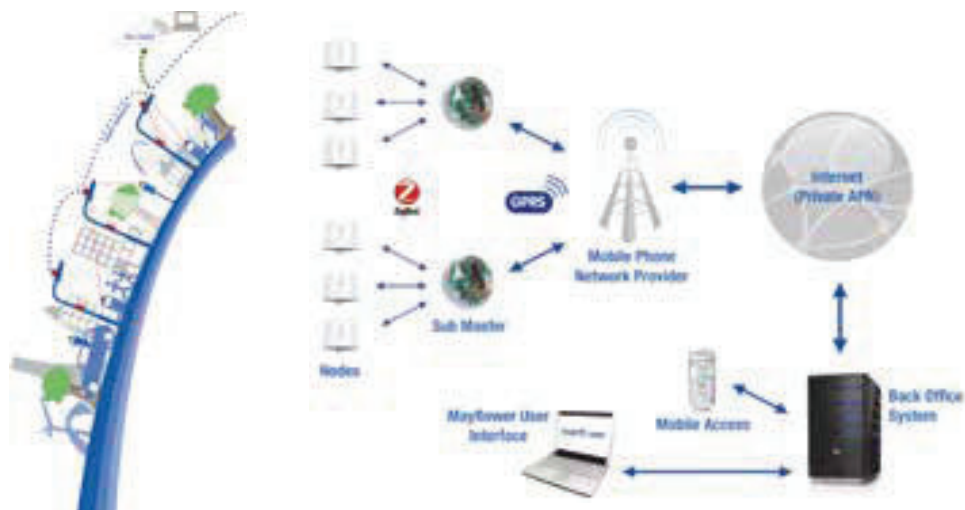 GPRS
Internet
(Private APN)
Mobile Phone
Network Provider
Sub Master
Nodes
Mayflower User
Interface
Mobile Access
Back Office
System